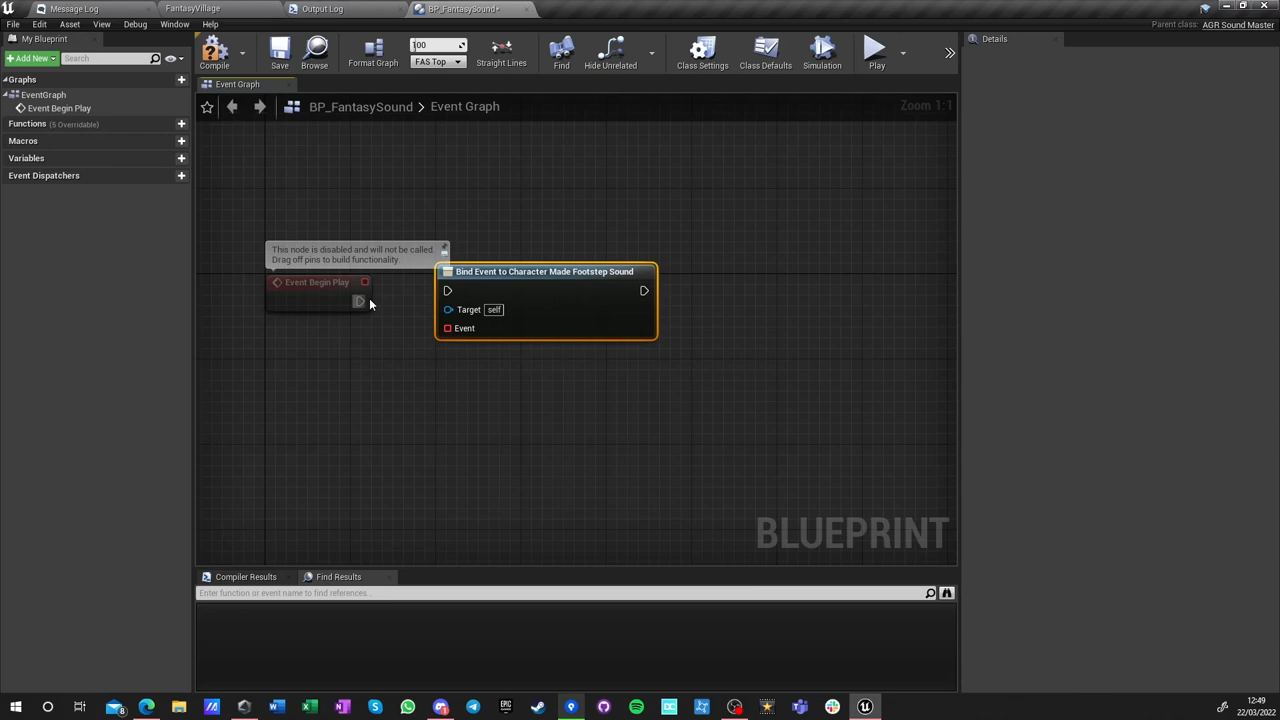 Message Log
FantasyVillage
Output Log
BP_FantasySound*
File Edit Asset View Debug Window Help
Parent class: AGR Sound Master
My Blueprint
Add New
Search
Graphs
EventGraph
Event Begin Play
Functions (5 Overridable)
Macros
Variables
Event Dispatchers
Compile
Save
Browse
Format Graph
100
FAS Top
Straight Lines
Find
Hide Unrelated
Class Settings
Class Defaults
Simulation
Play
Details
Event Graph
BP_FantasySound > Event Graph
Zoom 1:1
This node is disabled and will not be called.
Drag off pins to build functionality.
Event Begin Play
Bind Event to Character Made Footstep Sound
Target self
Event
BLUEPRINT
Compiler Results
Find Results
Enter function or event name to find references...
12:49
22/03/2022